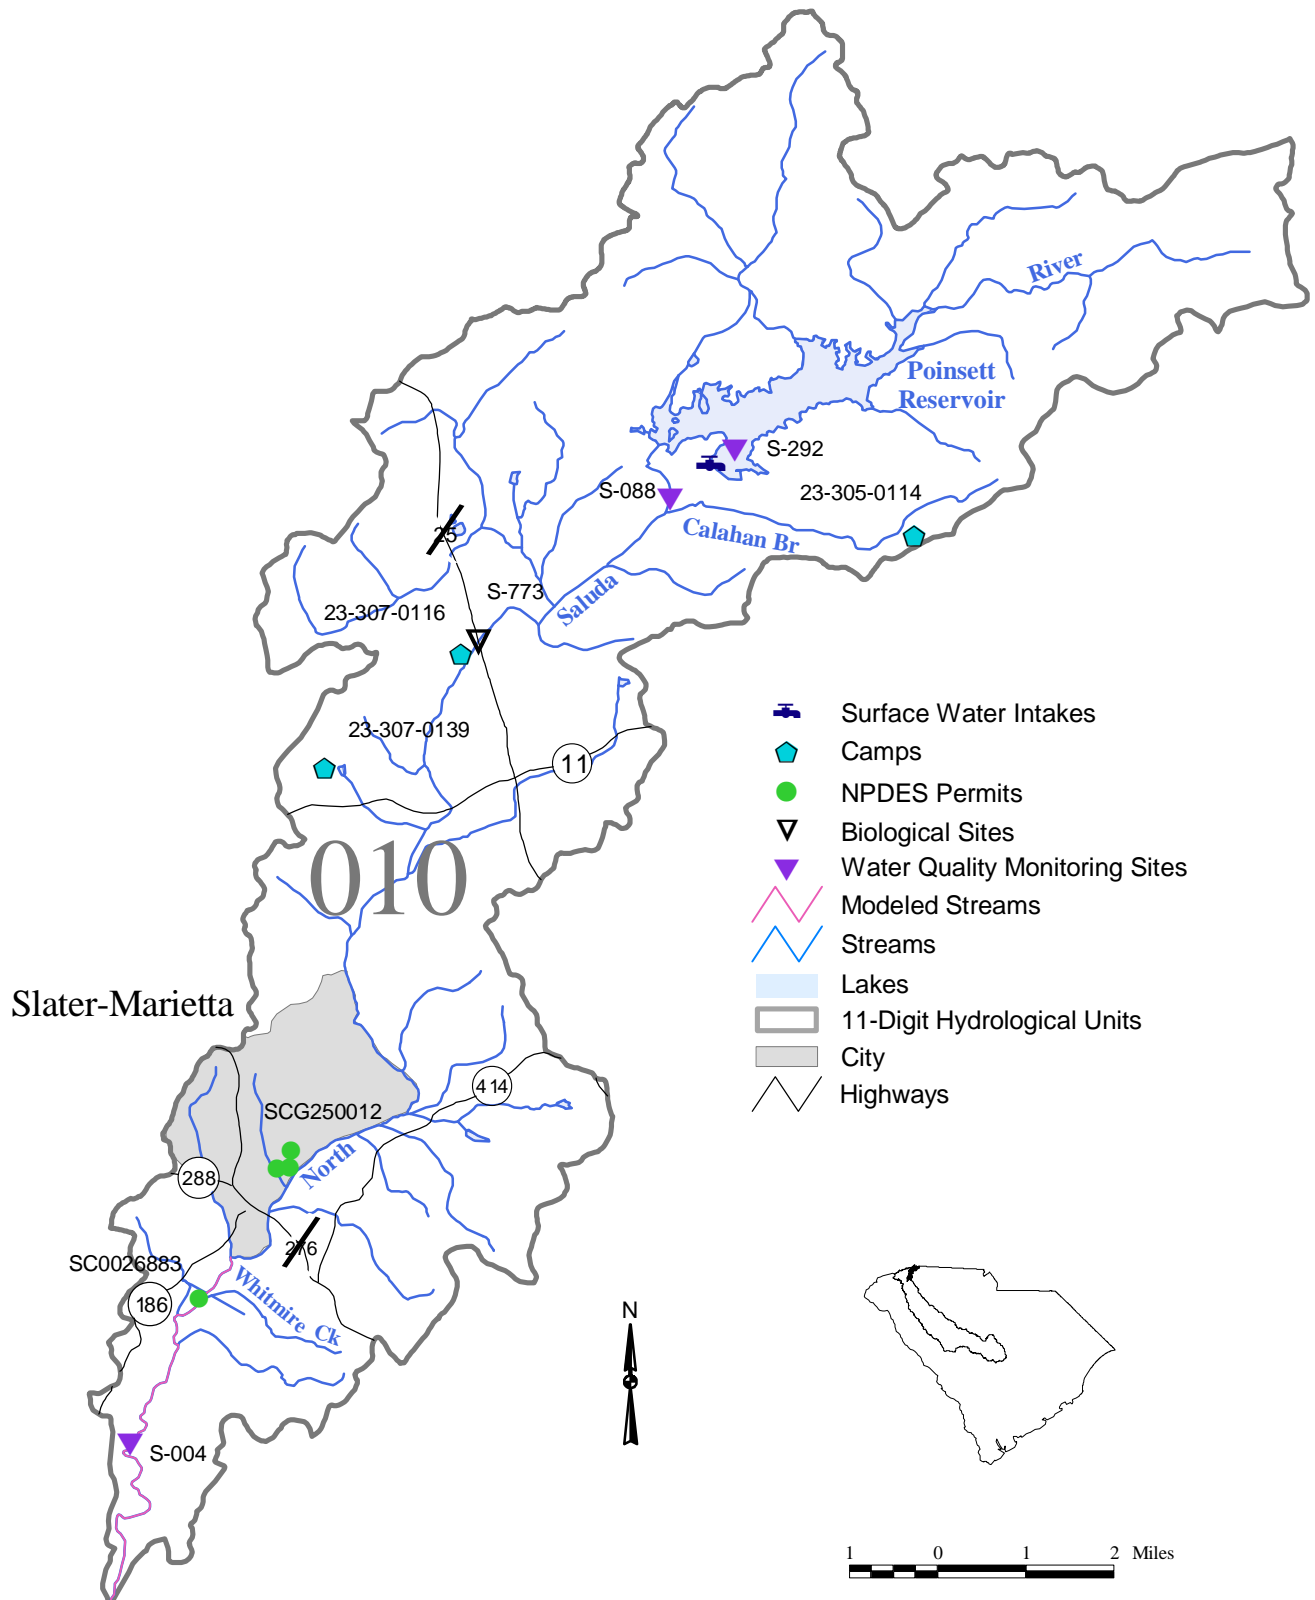 River
Poinsett
Reservoir
S-292
S-088
23-305-0114
Calahan Br
25
S-773
Saluda
23-307-0116
23-307-0139
11
010
Slater-Marietta
414
SCG250012
North
288
276
SC0026883
Whitmire Ck
186
S-004
Surface Water Intakes
Camps
NPDES Permits
Biological Sites
Water Quality Monitoring Sites
Modeled Streams
Streams
Lakes
11-Digit Hydrological Units
City
Highways
N
1 0 1 2 Miles